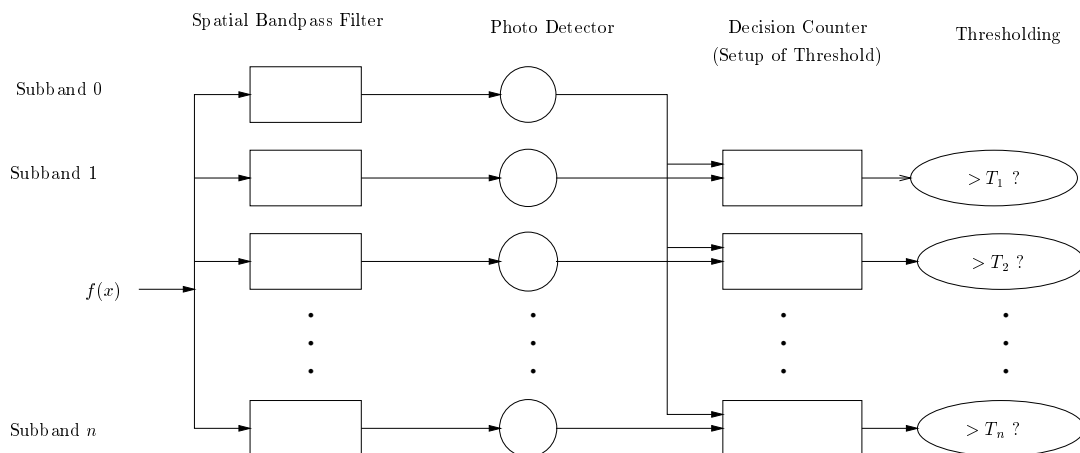 Spatial Bandpass Filter
Photo Detector
Decision Counter
(Setup of Threshold)
Thresholding
Subband 0
Subband 1
> T₁ ?
> T₂ ?
f(x)
Subband n
> Tₙ ?